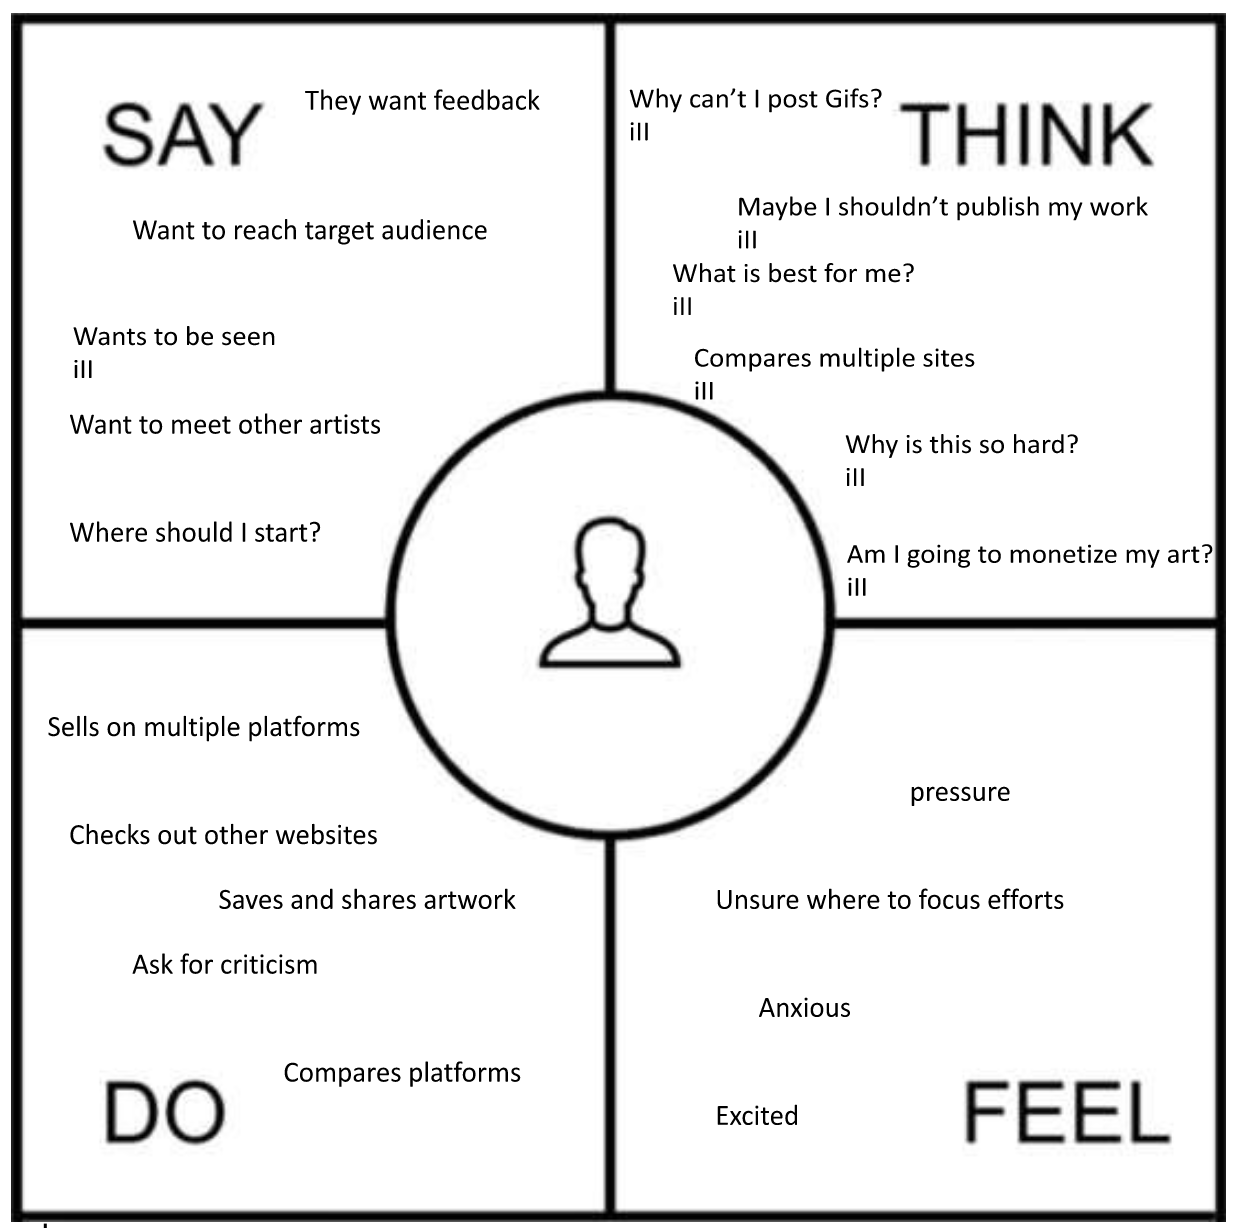 SAY
They want feedback
Want to reach target audience
Wants to be seen
ill
Want to meet other artists
Where should I start?
THINK
Why can’t I post Gifs?
ill
Maybe I shouldn’t publish my work
ill
What is best for me?
ill
Compares multiple sites
ill
Why is this so hard?
ill
Am I going to monetize my art?
ill
Sells on multiple platforms
Checks out other websites
Saves and shares artwork
Ask for criticism
Compares platforms
DO
pressure
Unsure where to focus efforts
Anxious
Excited
FEEL